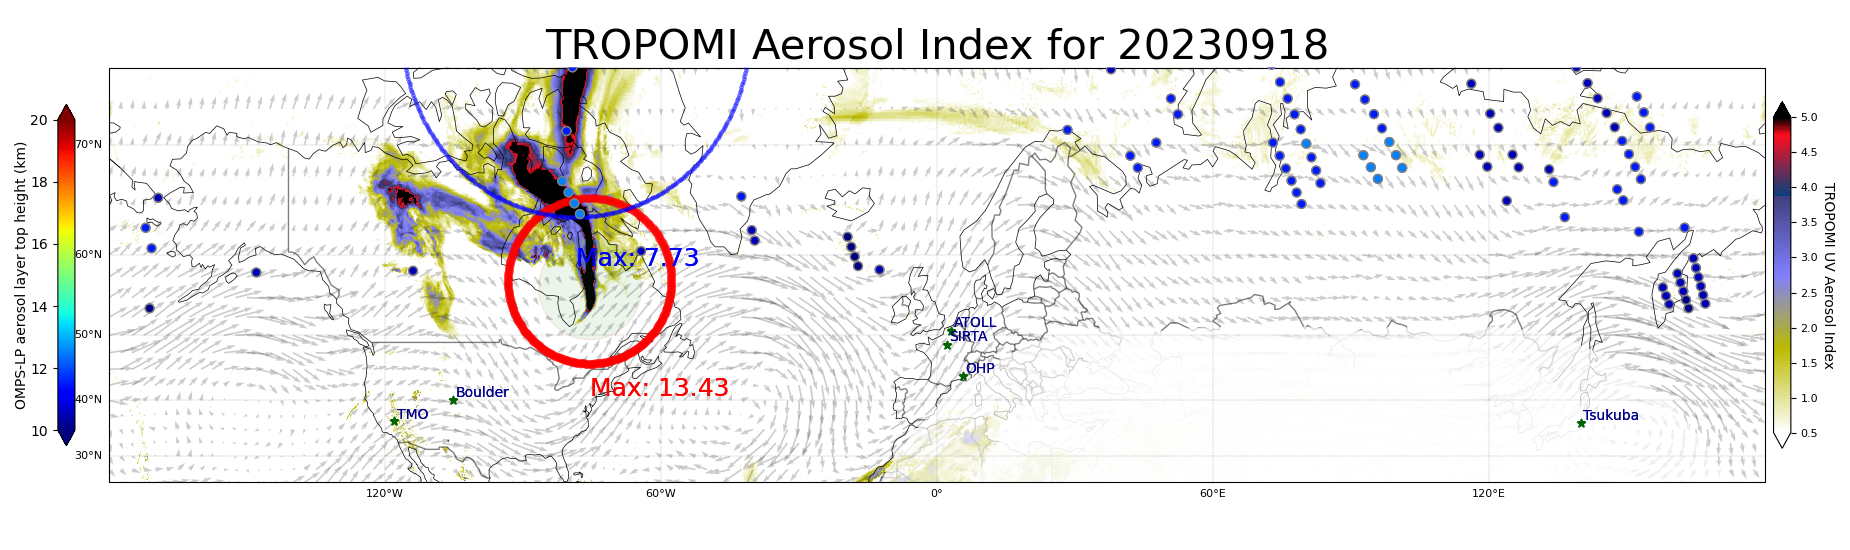 TROPOMI Aerosol Index for 20230918
OMPS-LP aerosol layer top height (km)
20
18
16
14
12
10
70°N
60°N
50°N
40°N
30°N
120°W
60°W
0°
60°E
120°E
Max: 7.73
Max: 13.43
ATOLL
SIRTA
OHP
Boulder
TMO
Tsukuba
5.0
4.5
4.0
3.5
3.0
2.5
2.0
1.5
1.0
0.5
TROPOMI UV Aerosol Index